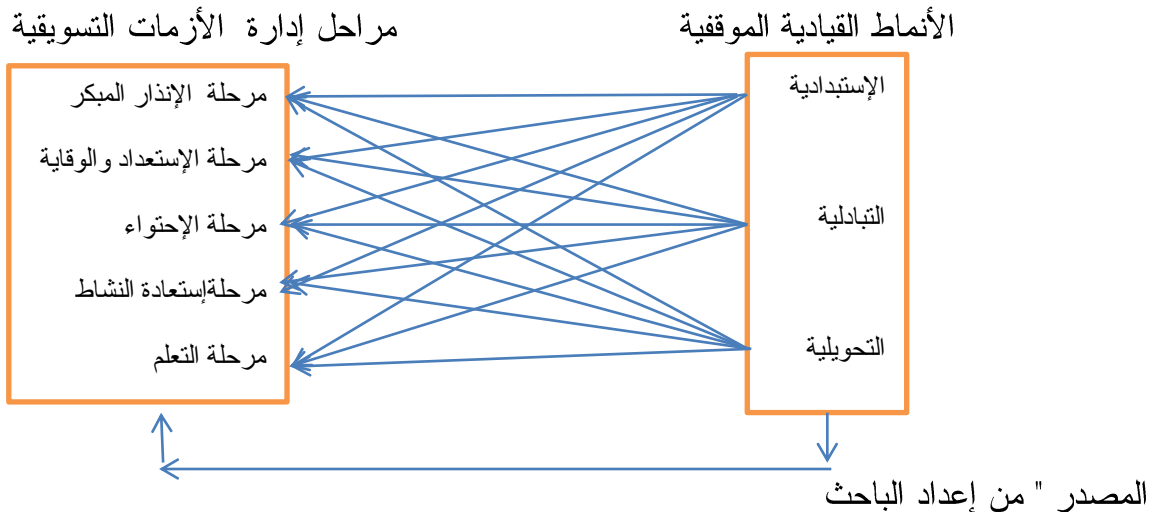 الأنماط القيادية الموقفية
مراحل إدارة الأزمات التسويقية
الإستبدادية
التبادلية
التحويلية
مرحلة الإنذار المبكر
مرحلة الإستعداد والوقاية
مرحلة الإحتواء
مرحلةإستعادة النشاط
مرحلة التعلم
المصدر " من إعداد الباحث